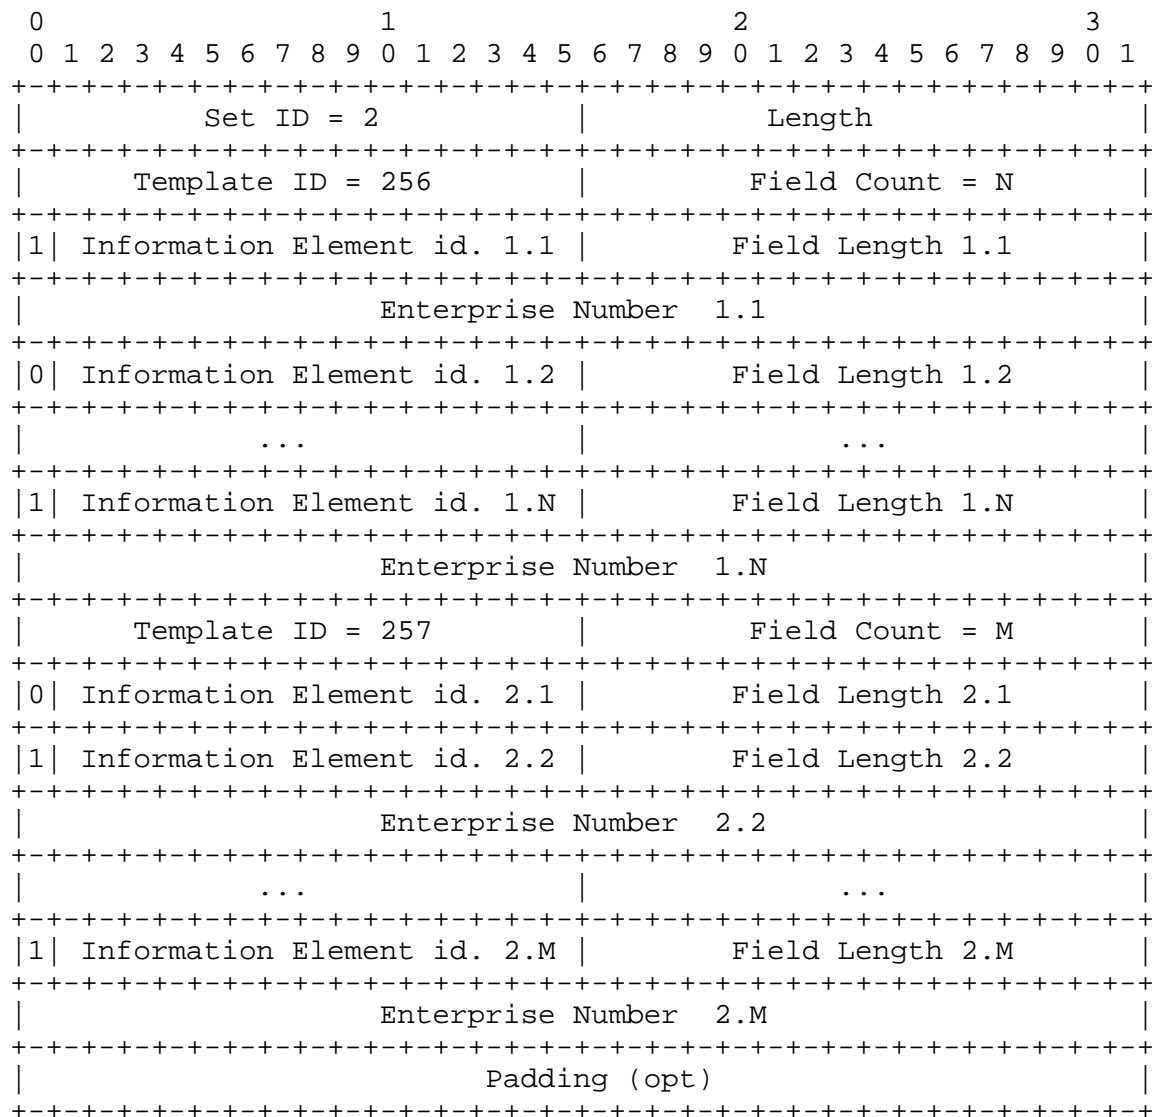 0                   1                   2                   3
 0 1 2 3 4 5 6 7 8 9 0 1 2 3 4 5 6 7 8 9 0 1 2 3 4 5 6 7 8 9 0 1
+-+-+-+-+-+-+-+-+-+-+-+-+-+-+-+-+-+-+-+-+-+-+-+-+-+-+-+-+-+-+-+-+
|          Set ID = 2           |          Length               |
+-+-+-+-+-+-+-+-+-+-+-+-+-+-+-+-+-+-+-+-+-+-+-+-+-+-+-+-+-+-+-+-+
|      Template ID = 256        |         Field Count = N       |
+-+-+-+-+-+-+-+-+-+-+-+-+-+-+-+-+-+-+-+-+-+-+-+-+-+-+-+-+-+-+-+-+
|1| Information Element id. 1.1 |        Field Length 1.1       |
+-+-+-+-+-+-+-+-+-+-+-+-+-+-+-+-+-+-+-+-+-+-+-+-+-+-+-+-+-+-+-+-+
|                    Enterprise Number  1.1                     |
+-+-+-+-+-+-+-+-+-+-+-+-+-+-+-+-+-+-+-+-+-+-+-+-+-+-+-+-+-+-+-+-+
|0| Information Element id. 1.2 |        Field Length 1.2       |
+-+-+-+-+-+-+-+-+-+-+-+-+-+-+-+-+-+-+-+-+-+-+-+-+-+-+-+-+-+-+-+-+
|             ...               |              ...              |
+-+-+-+-+-+-+-+-+-+-+-+-+-+-+-+-+-+-+-+-+-+-+-+-+-+-+-+-+-+-+-+-+
|1| Information Element id. 1.N |        Field Length 1.N       |
+-+-+-+-+-+-+-+-+-+-+-+-+-+-+-+-+-+-+-+-+-+-+-+-+-+-+-+-+-+-+-+-+
|                    Enterprise Number  1.N                     |
+-+-+-+-+-+-+-+-+-+-+-+-+-+-+-+-+-+-+-+-+-+-+-+-+-+-+-+-+-+-+-+-+
|      Template ID = 257        |         Field Count = M       |
+-+-+-+-+-+-+-+-+-+-+-+-+-+-+-+-+-+-+-+-+-+-+-+-+-+-+-+-+-+-+-+-+
|0| Information Element id. 2.1 |        Field Length 2.1       |
+-+-+-+-+-+-+-+-+-+-+-+-+-+-+-+-+-+-+-+-+-+-+-+-+-+-+-+-+-+-+-+-+
|1| Information Element id. 2.2 |        Field Length 2.2       |
+-+-+-+-+-+-+-+-+-+-+-+-+-+-+-+-+-+-+-+-+-+-+-+-+-+-+-+-+-+-+-+-+
|                    Enterprise Number  2.2                     |
+-+-+-+-+-+-+-+-+-+-+-+-+-+-+-+-+-+-+-+-+-+-+-+-+-+-+-+-+-+-+-+-+
|             ...               |              ...              |
+-+-+-+-+-+-+-+-+-+-+-+-+-+-+-+-+-+-+-+-+-+-+-+-+-+-+-+-+-+-+-+-+
|1| Information Element id. 2.M |        Field Length 2.M       |
+-+-+-+-+-+-+-+-+-+-+-+-+-+-+-+-+-+-+-+-+-+-+-+-+-+-+-+-+-+-+-+-+
|                    Enterprise Number  2.M                     |
+-+-+-+-+-+-+-+-+-+-+-+-+-+-+-+-+-+-+-+-+-+-+-+-+-+-+-+-+-+-+-+-+
|                          Padding (opt)                        |
+-+-+-+-+-+-+-+-+-+-+-+-+-+-+-+-+-+-+-+-+-+-+-+-+-+-+-+-+-+-+-+-+